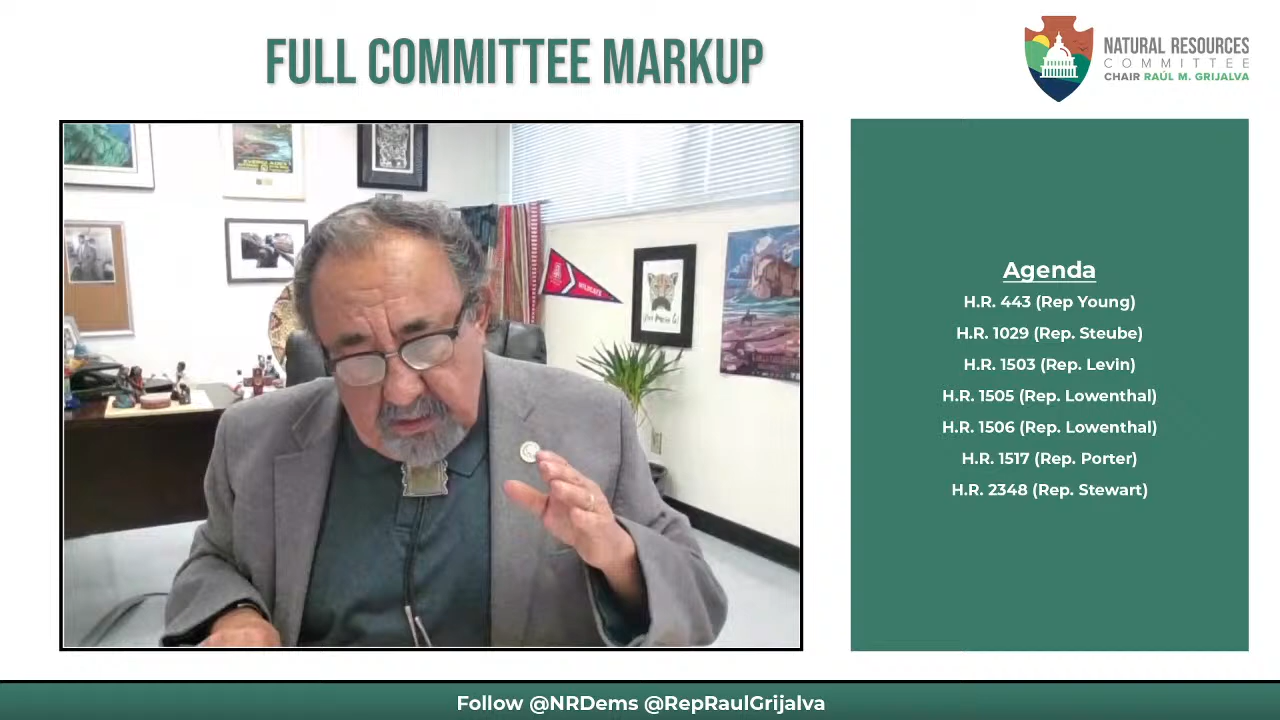 FULL COMMITTEE MARKUP
NATURAL RESOURCES
COMMITTEE
CHAIR RAÚL M. GRIJALVA
WILDCATS
Agenda
H.R. 443 (Rep Young)
H.R. 1029 (Rep. Steube)
H.R. 1503 (Rep. Levin)
H.R. 1505 (Rep. Lowenthal)
H.R. 1506 (Rep. Lowenthal)
H.R. 1517 (Rep. Porter)
H.R. 2348 (Rep. Stewart)
Follow @NRDems @RepRaulGrijalva